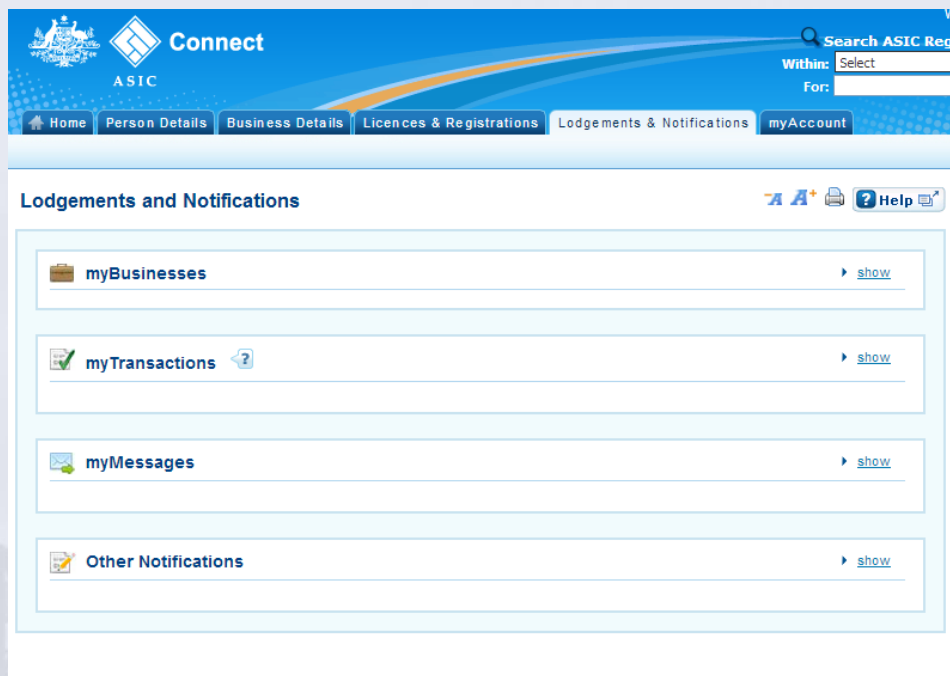 Connect
ASIC
Search ASIC Reg
Within: Select
For:
Home Person Details Business Details Licences & Registrations Lodgements & Notifications myAccount
Lodgements and Notifications
-A A+ ? Help
myBusinesses show
myTransactions ? show
myMessages show
Other Notifications show